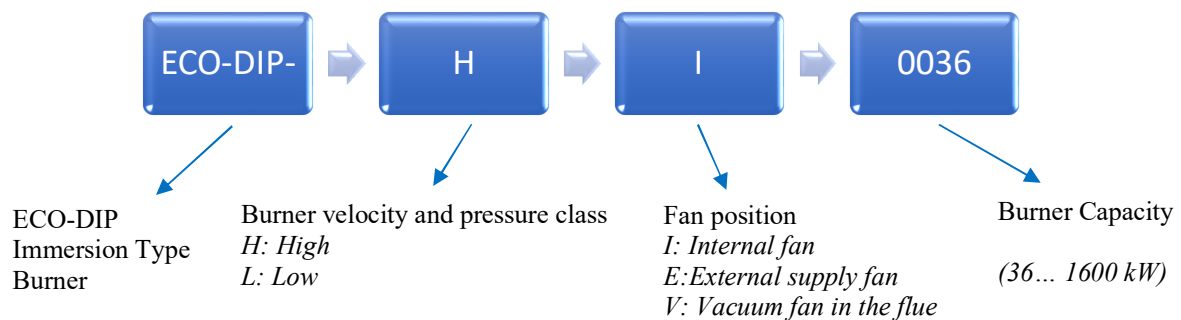 ECO-DIP-
H
I
0036
ECO-DIP
Immersion Type
Burner
Burner velocity and pressure class
H: High
L: Low
Fan position
I: Internal fan
E:External supply fan
V: Vacuum fan in the flue
Burner Capacity
(36… 1600 kW)